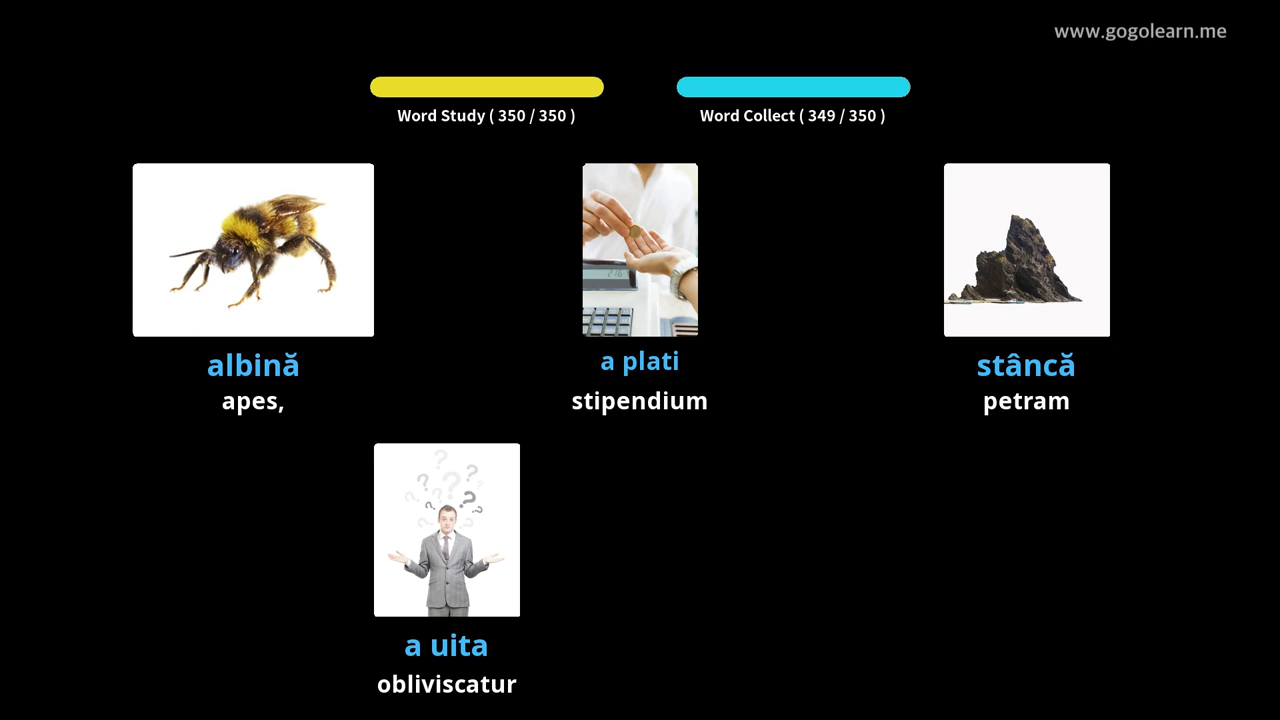 www.gogolearn.me
Word Study ( 350 / 350 )
Word Collect ( 349 / 350 )
albină
apes,
a plati
stipendium
stâncă
petram
a uita
obliviscatur